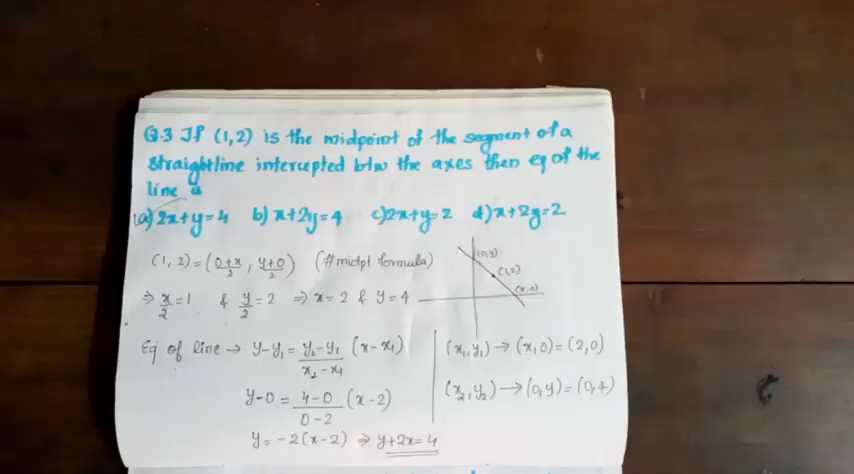 Q.3 If (1,2) is the midpoint of the segment of a
straightline intercepted b/w the axes then eq of the
line is
a) 2x+y=4 b) x+2y=4 c) 2x+y=2 d) x+2y=2
(1, 2) = (0+x/2, y+0/2) (#midpt formula)
(0,y)
(1,2)
(x,0)
⇒ x/2 = 1 & y/2 = 2 ⇒ x = 2 & y = 4
Eq of line → y-y₁ = y₂-y₁/x₂-x₁ (x-x₁)
y-0 = 4-0/0-2 (x-2)
y = -2(x-2) ⇒ y+2x=4
(x₁,y₁) → (x,0)=(2,0)
(x₂,y₂) → (0,y)=(0,4)